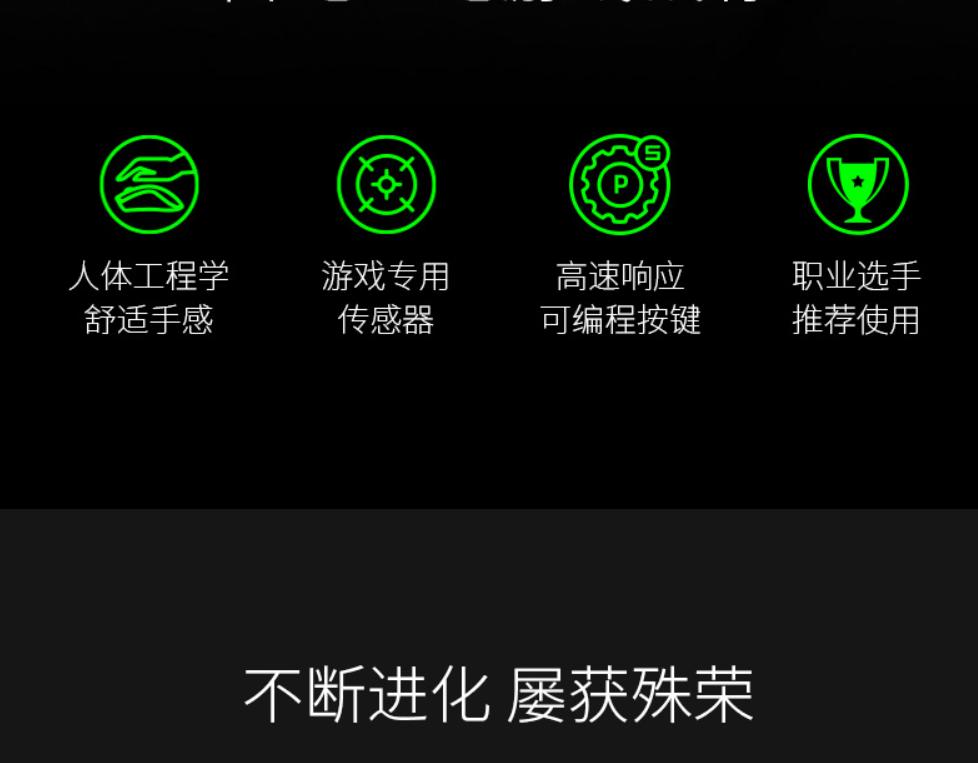 S
P
人体工程学
舒适手感
游戏专用
传感器
高速响应
可编程按键
职业选手
推荐使用
不断进化 屡获殊荣